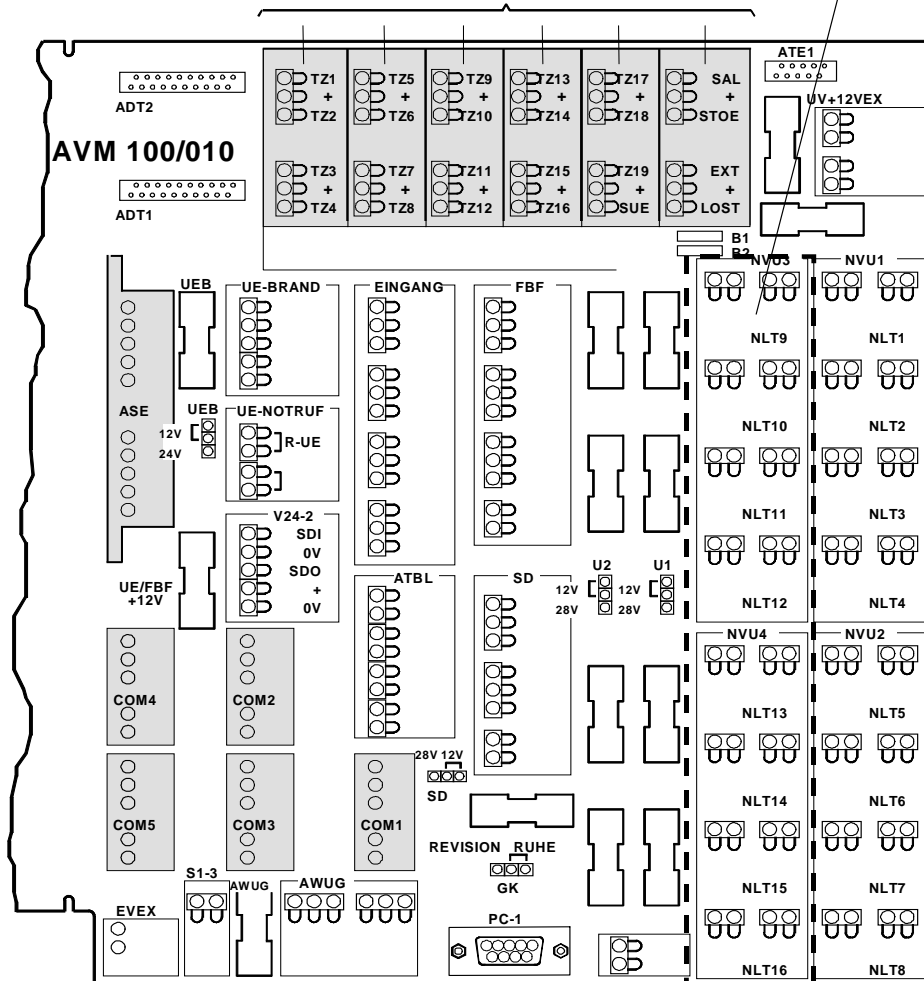 ATE1
ADT2
TZ1 TZ5 TZ9 TZ13 TZ17 SAL
+ + + + + +
TZ2 TZ6 TZ10 TZ14 TZ18 STOE
UV+12VEX
AVM 100/010
TZ3 TZ7 TZ11 TZ15 TZ19 EXT
+ + + + + +
TZ4 TZ8 TZ12 TZ16 SUE LOST
ADT1
B1
B2
UEB UE-BRAND EINGANG FBF NVU3 NVU1
NLT9 NLT1
ASE UEB UE-NOTRUF
12V
24V
R-UE
NLT10 NLT2
V24-2
SDI
0V
SDO
+
0V
NLT11 NLT3
UE/FBF
+12V
ATBL SD U2 U1
12V 12V
28V 28V
NLT12 NLT4
NVU4 NVU2
COM4 COM2
NLT13 NLT5
28V 12V
SD
COM5 COM3 COM1
NLT14 NLT6
REVISION RUHE
GK
S1-3 AWUG AWUG
NLT15 NLT7
EVEX PC-1
NLT16 NLT8